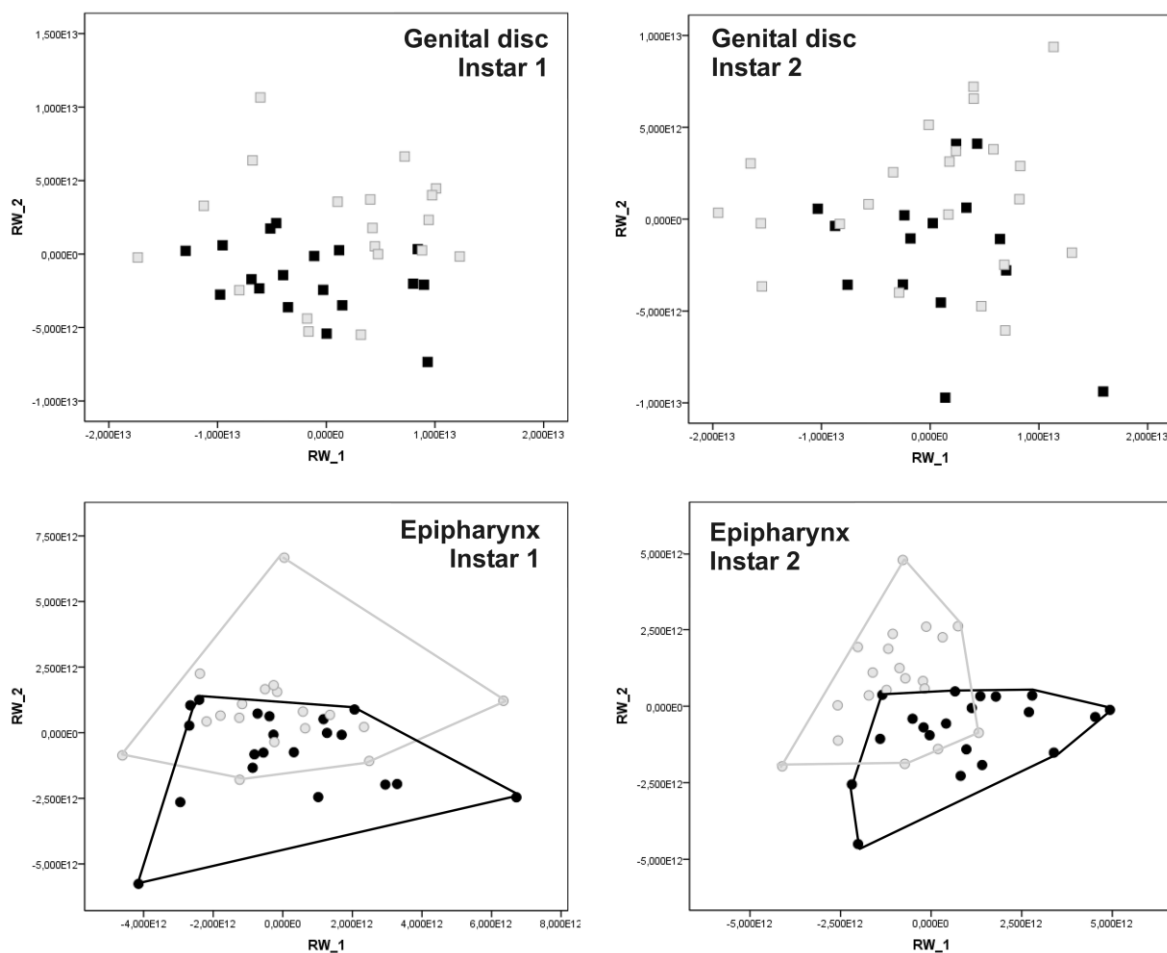 Genital disc
Instar 1
1,500E13
1,000E13
5,000E12
0,000E0
-5,000E12
-1,000E13
RW_2
-2,000E13 -1,000E13 0,000E0 1,000E13 2,000E13
RW_1
Genital disc
Instar 2
1,000E13
5,000E12
0,000E0
-5,000E12
-1,000E13
RW_2
-2,000E13 -1,000E13 0,000E0 1,000E13 2,000E13
RW_1
Epipharynx
Instar 1
7,500E12
5,000E12
2,500E12
0,000E0
-2,500E12
-5,000E12
RW_2
-4,000E12 -2,000E12 0,000E0 2,000E12 4,000E12 6,000E12 8,000E12
RW_1
Epipharynx
Instar 2
5,000E12
2,500E12
0,000E0
-2,500E12
-5,000E12
RW_2
-5,000E12 -2,500E12 0,000E0 2,500E12 5,000E12
RW_1